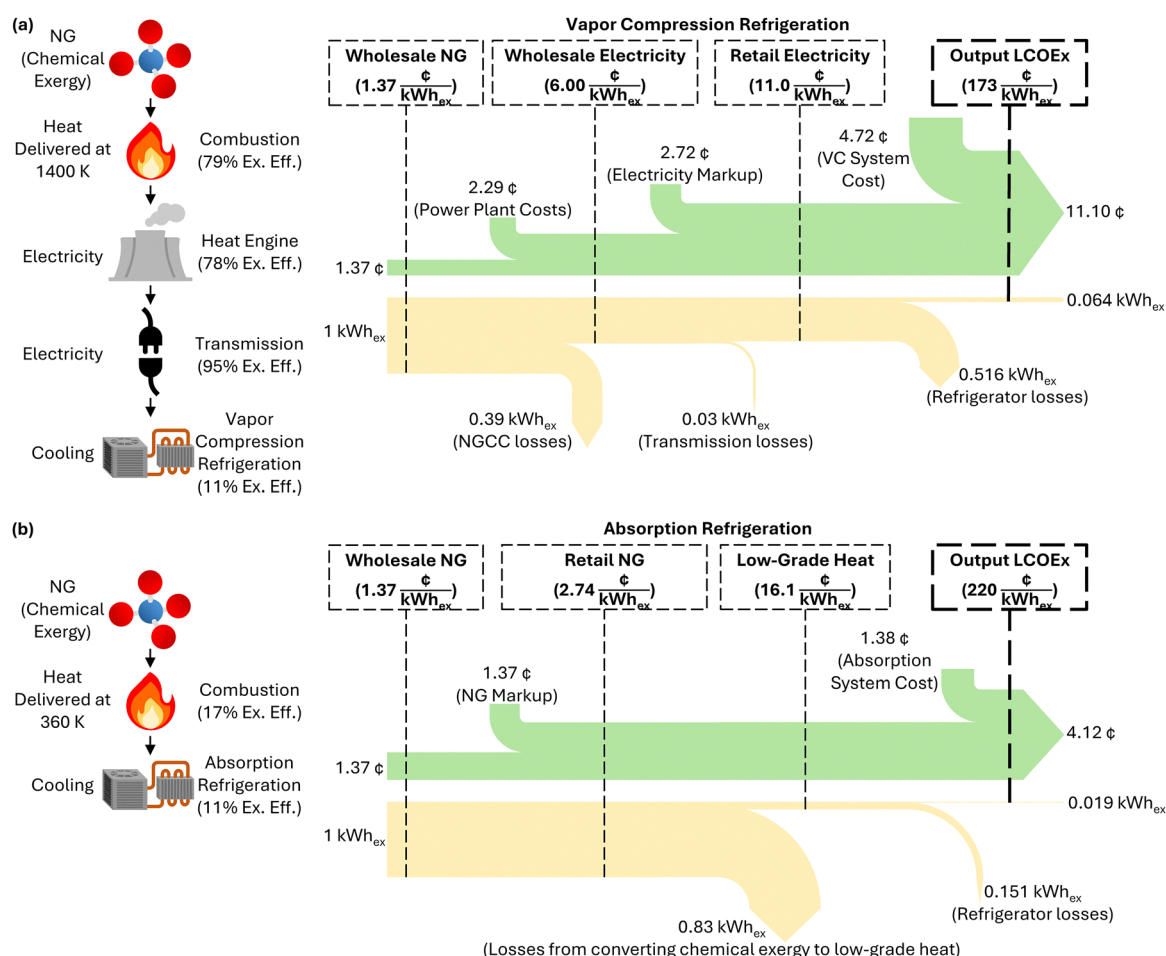 (a)
NG
(Chemical
Exergy)
Heat
Delivered at
1400 K
Combustion
(79% Ex. Eff.)
Electricity
Heat Engine
(78% Ex. Eff.)
Electricity
Transmission
(95% Ex. Eff.)
Cooling
Vapor
Compression
Refrigeration
(11% Ex. Eff.)
Vapor Compression Refrigeration
Wholesale NG
(1.37 ¢/kWhex)
Wholesale Electricity
(6.00 ¢/kWhex)
Retail Electricity
(11.0 ¢/kWhex)
Output LCOEx
(173 ¢/kWhex)
4.72 ¢
(VC System
Cost)
2.72 ¢
(Electricity Markup)
2.29 ¢
(Power Plant Costs)
1.37 ¢
11.10 ¢
1 kWhex
0.064 kWhex
0.516 kWhex
(Refrigerator losses)
0.39 kWhex
(NGCC losses)
0.03 kWhex
(Transmission losses)
(b)
NG
(Chemical
Exergy)
Heat
Delivered at
360 K
Combustion
(17% Ex. Eff.)
Cooling
Absorption
Refrigeration
(11% Ex. Eff.)
Absorption Refrigeration
Wholesale NG
(1.37 ¢/kWhex)
Retail NG
(2.74 ¢/kWhex)
Low-Grade Heat
(16.1 ¢/kWhex)
Output LCOEx
(220 ¢/kWhex)
1.38 ¢
(Absorption
System Cost)
1.37 ¢
(NG Markup)
1.37 ¢
4.12 ¢
1 kWhex
0.019 kWhex
0.151 kWhex
(Refrigerator losses)
0.83 kWhex
(Losses from converting chemical exergy to low-grade heat)